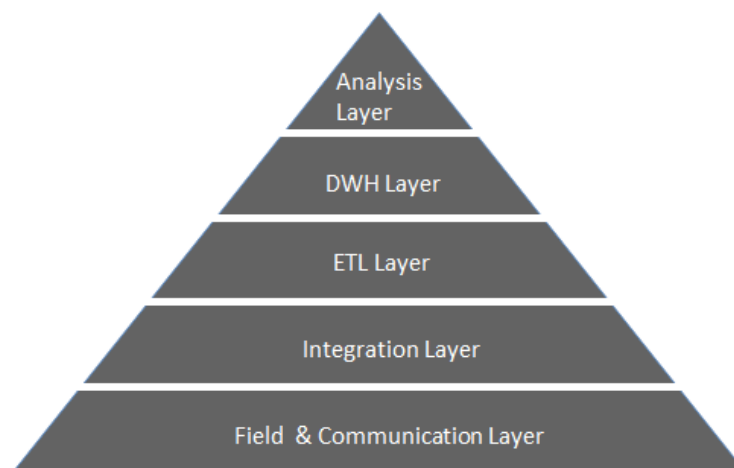 Analysis
Layer
DWH Layer
ETL Layer
Integration Layer
Field & Communication Layer